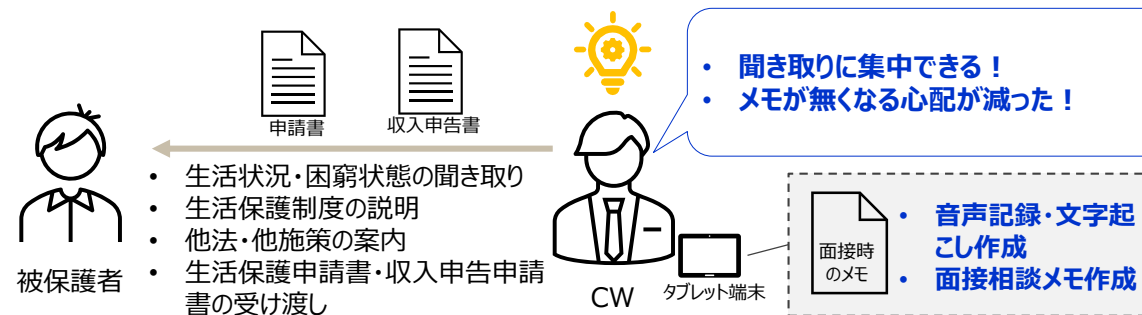 • 聞き取りに集中できる！
• メモが無くなる心配が減った！
申請書
収入申告書
• 生活状況・困窮状態の聞き取り
• 生活保護制度の説明
• 他法・他施策の案内
• 生活保護申請書・収入申告申請
書の受け渡し
被保護者
CW
タブレット端末
面接時
のメモ
• 音声記録・文字起
こし作成
• 面接相談メモ作成